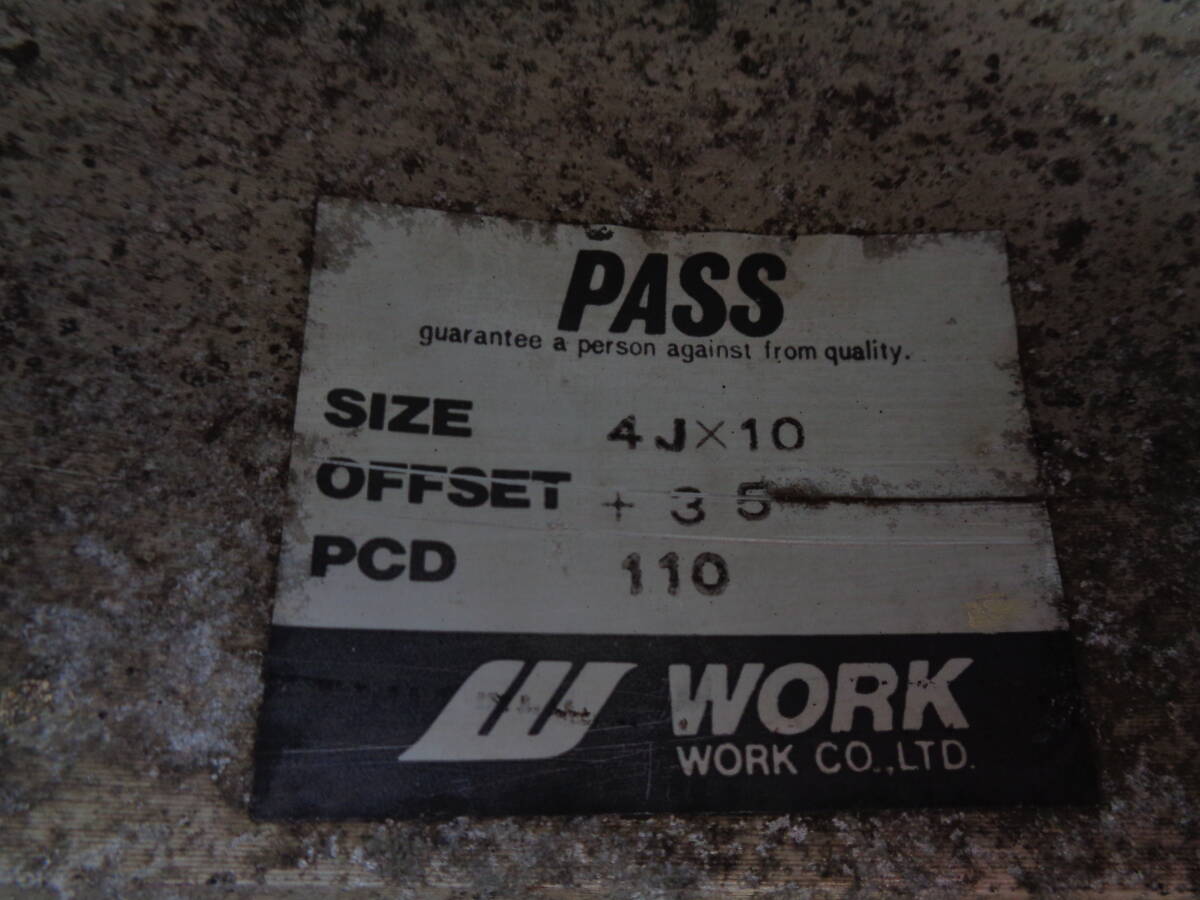 PASS
guarantee a person against from quality.
SIZE 4J×10
OFFSET + 35
PCD 110
WORK
WORK CO.,LTD.